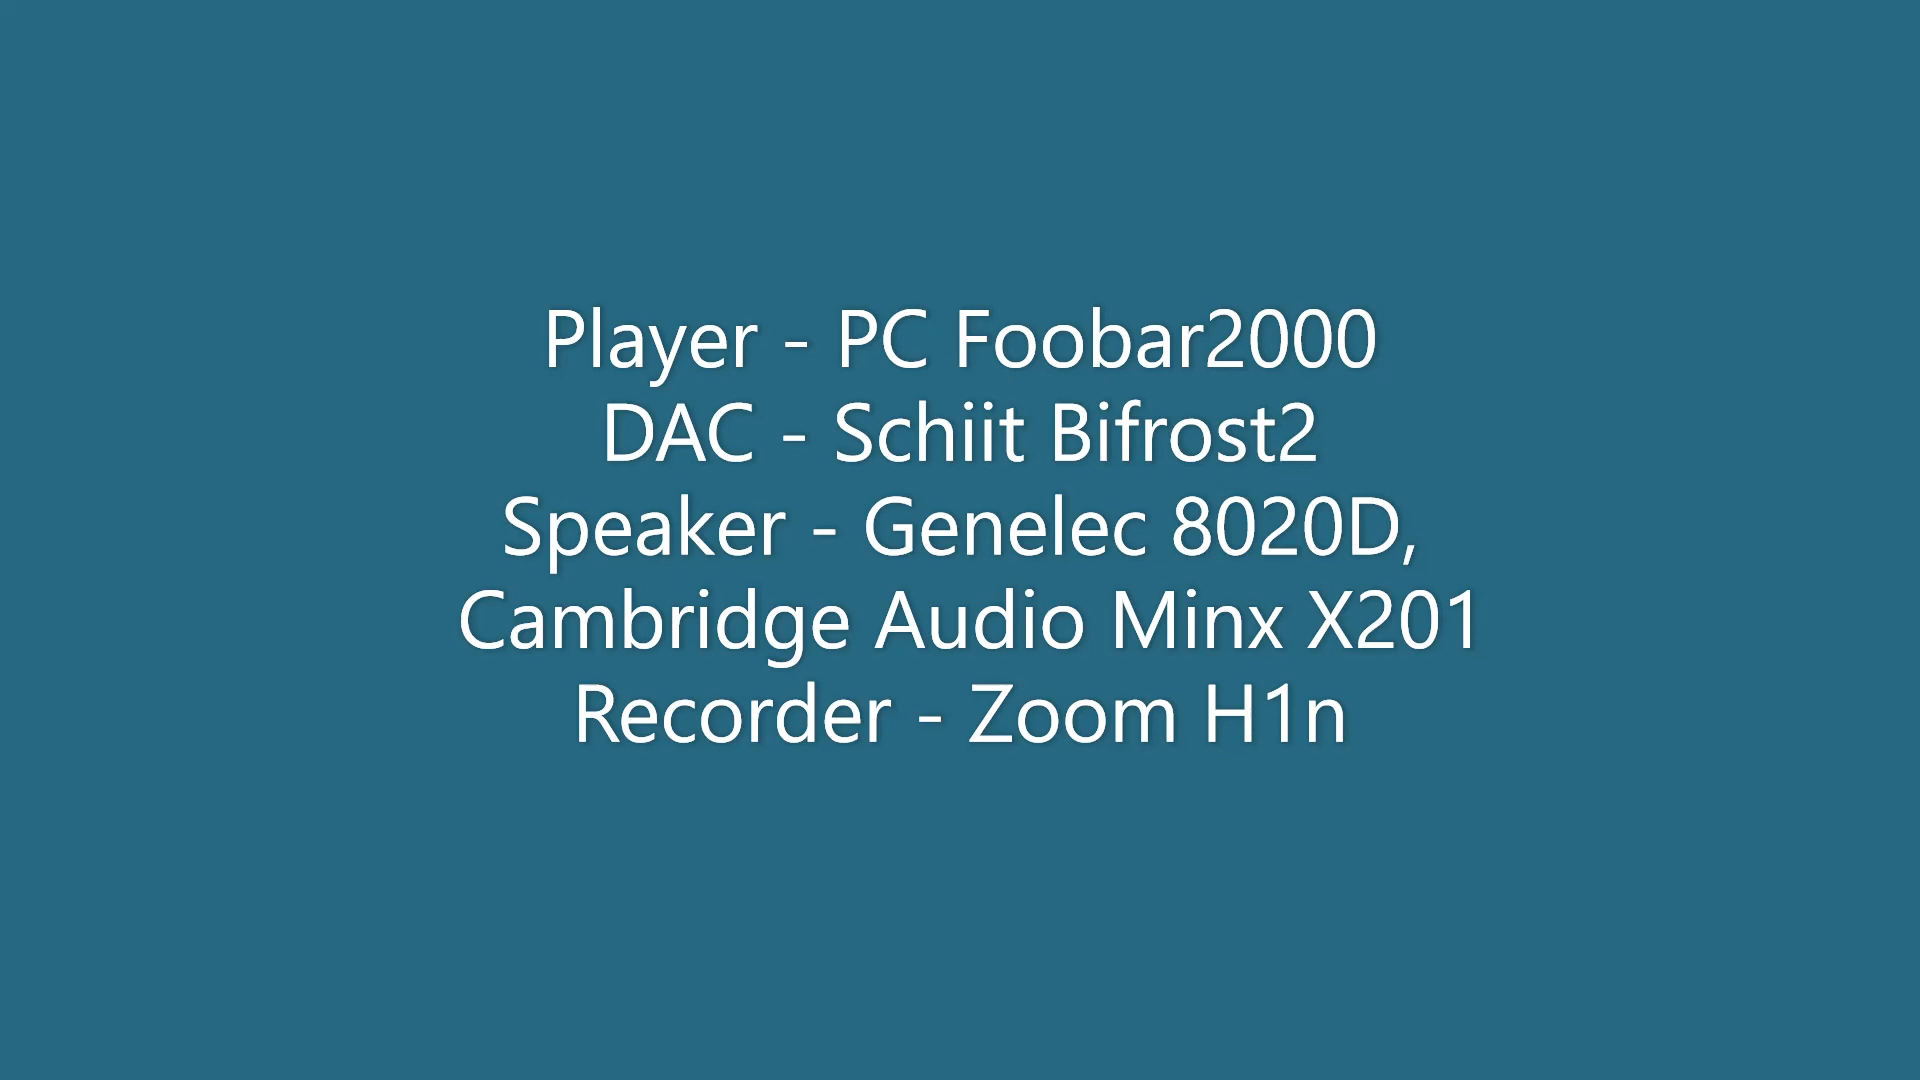 Player - PC Foobar2000
DAC - Schiit Bifrost2
Speaker - Genelec 8020D,
Cambridge Audio Minx X201
Recorder - Zoom H1n